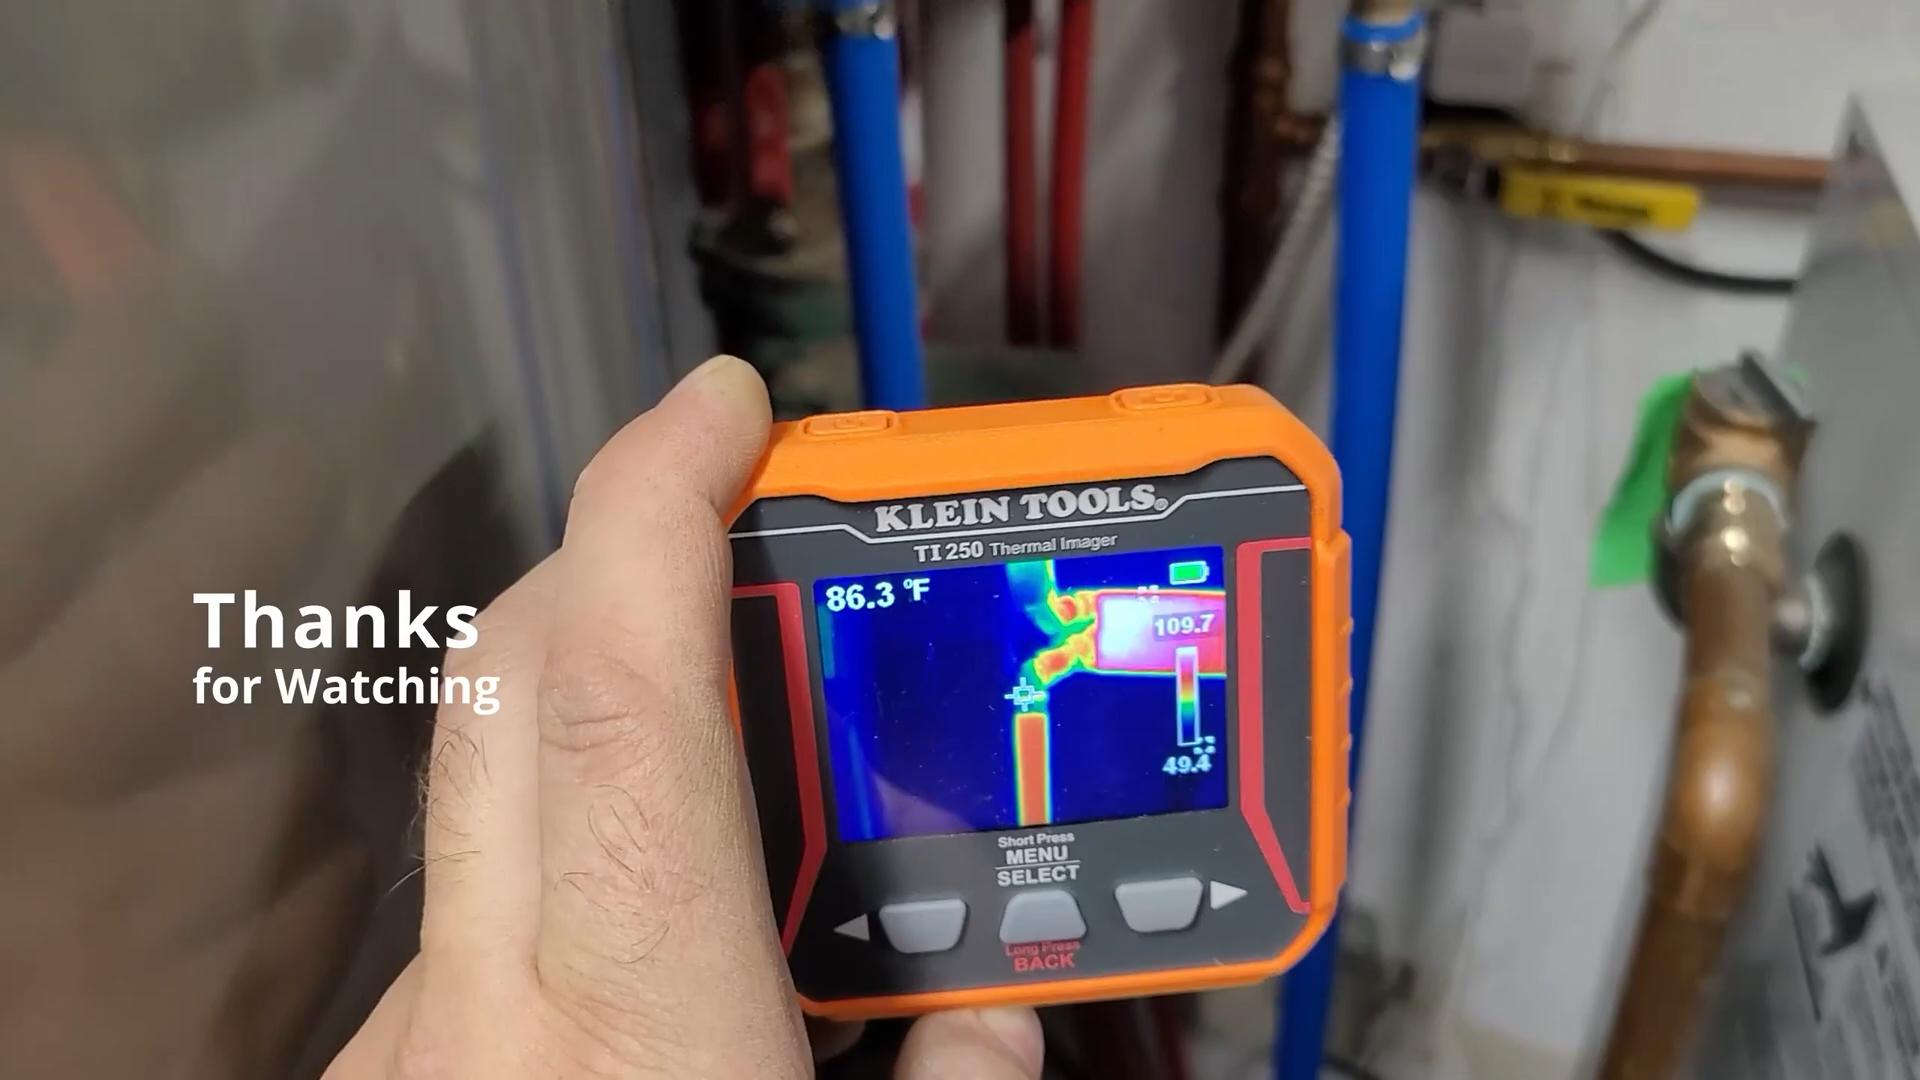 KLEIN TOOLS®
TI 250 Thermal Imager
86.3 °F
109.7
49.4
Thanks
for Watching
Short Press
MENU
SELECT
Long Press
BACK